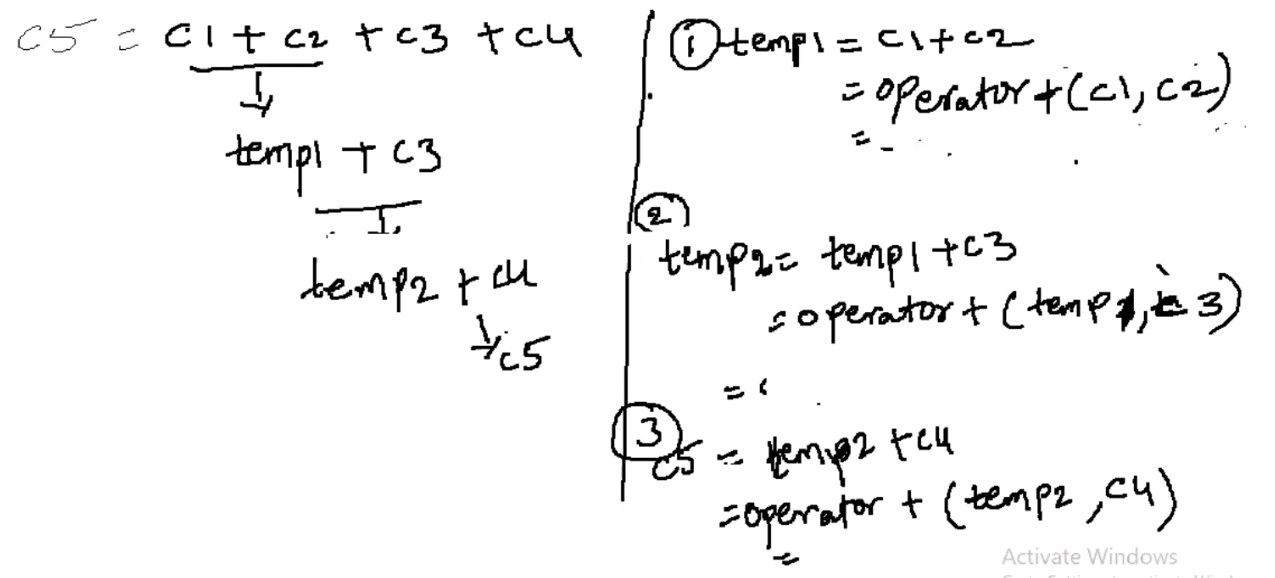 c5 = c1 + c2 + c3 + c4
temp1 + c3
temp2 + c4
c5
① temp1 = c1 + c2
= operator + (c1, c2)
=
②
temp2 = temp1 + c3
= operator + (temp1, c3)
=
③
c5 = temp2 + c4
= operator + (temp2, c4)
=
Activate Windows